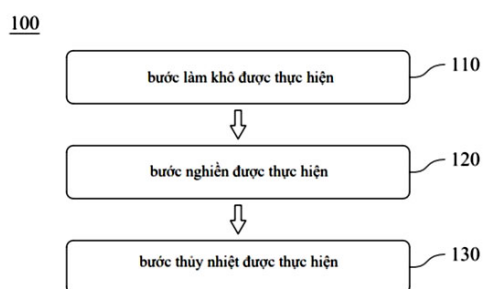 100
bước làm khô được thực hiện
110
bước nghiền được thực hiện
120
bước thủy nhiệt được thực hiện
130